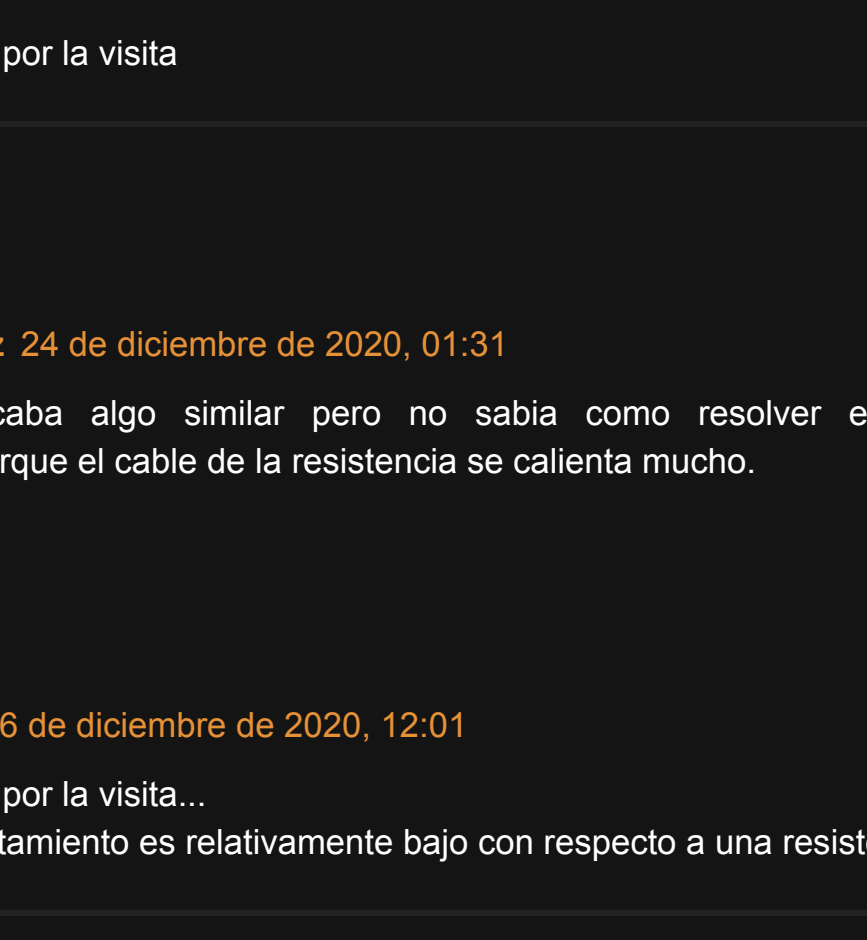 por la visita
24 de diciembre de 2020, 01:31
caba algo similar pero no sabia como resolver e
rque el cable de la resistencia se calienta mucho.
6 de diciembre de 2020, 12:01
por la visita...
tamiento es relativamente bajo con respecto a una resist